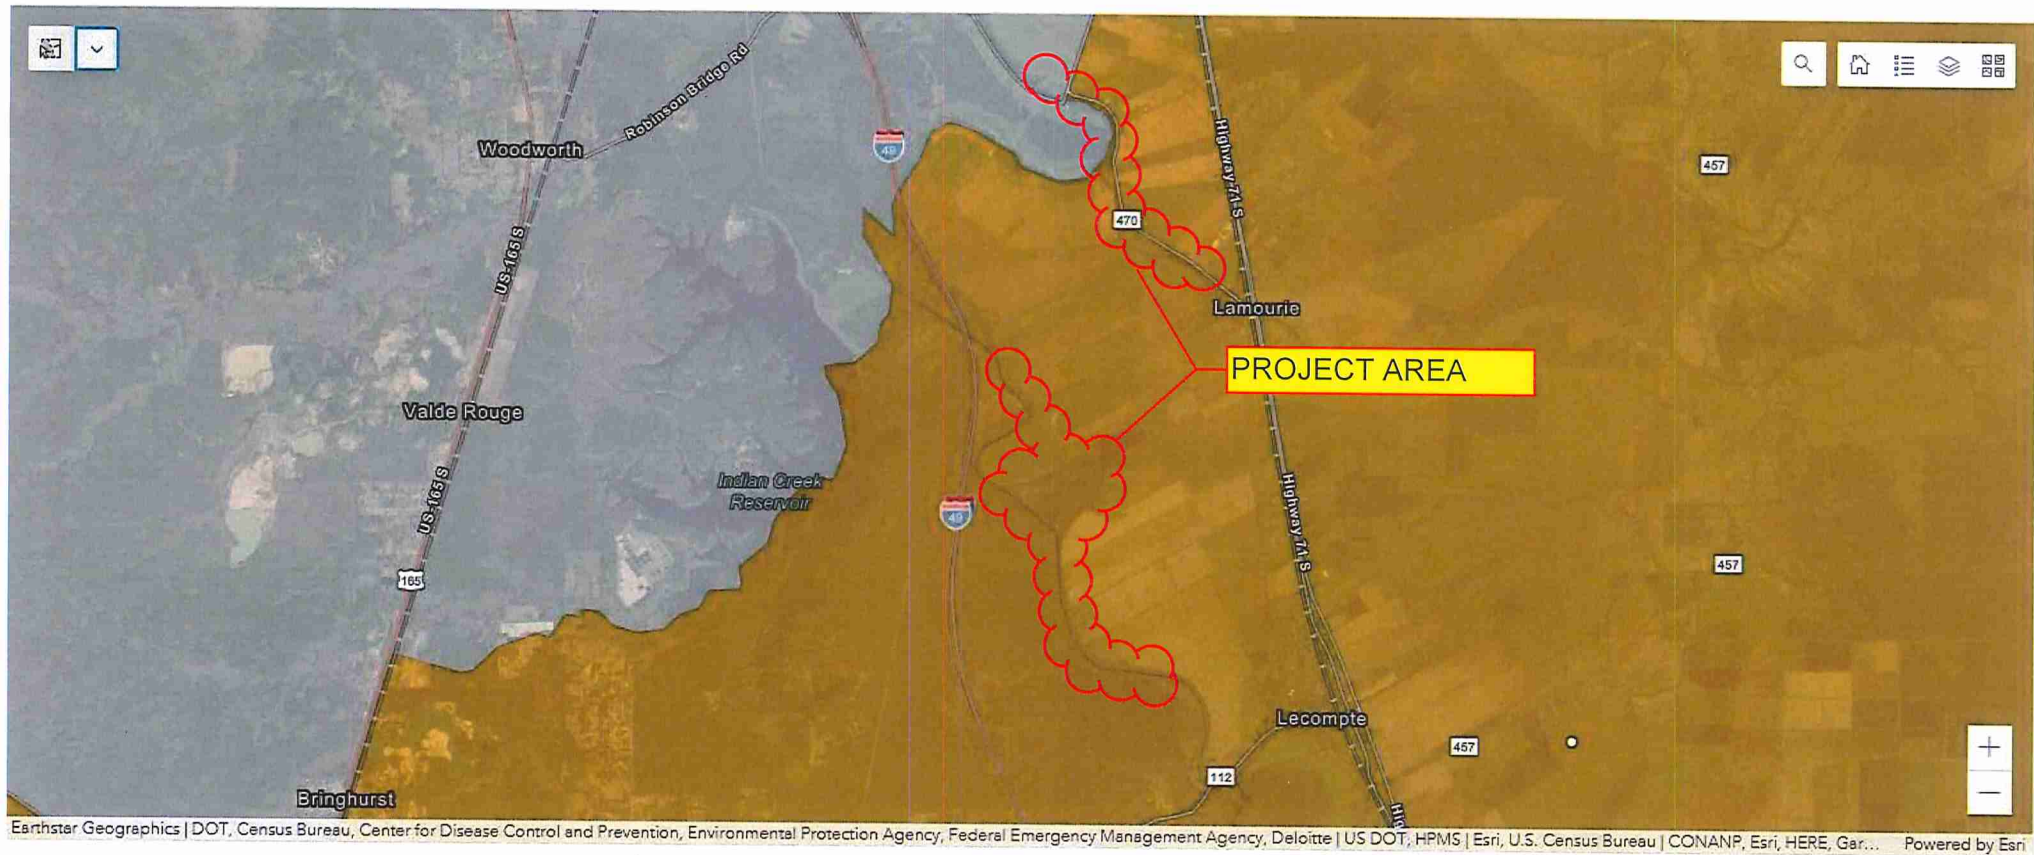 Robinson Bridge Rd
Woodworth
49
Highway 71 S
457
470
US-165 S
Lamourie
PROJECT AREA
Valde Rouge
Indian Creek
Reservoir
US-165 S
49
Highway 71 S
165
457
Lecompte
457
112
Bringhurst
Hig
Earthstar Geographics | DOT, Census Bureau, Center for Disease Control and Prevention, Environmental Protection Agency, Federal Emergency Management Agency, Deloitte | US DOT, HPMS | Esri, U.S. Census Bureau | CONANP, Esri, HERE, Gar... Powered by Esri